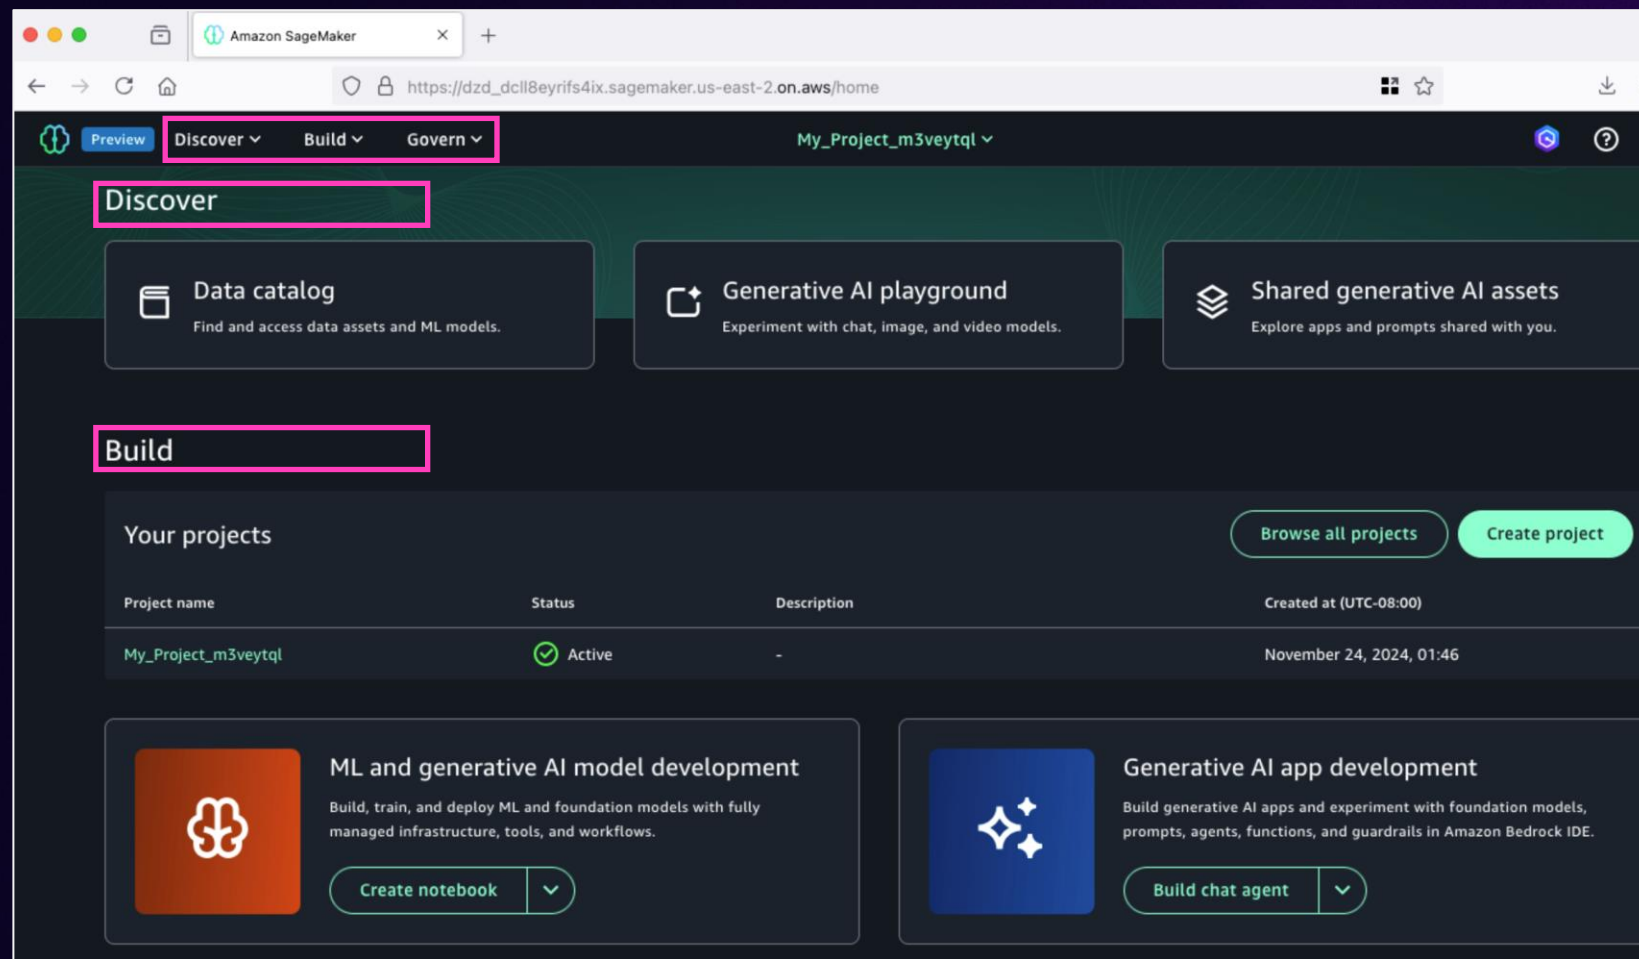 Amazon SageMaker
https://dzd_dcll8eyrifs4ix.sagemaker.us-east-2.on.aws/home
Preview Discover Build Govern My_Project_m3veytql
Discover
Data catalog
Find and access data assets and ML models.
Generative AI playground
Experiment with chat, image, and video models.
Shared generative AI assets
Explore apps and prompts shared with you.
Build
Your projects
Browse all projects Create project
Project name Status Description Created at (UTC-08:00)
My_Project_m3veytql Active - November 24, 2024, 01:46
ML and generative AI model development
Build, train, and deploy ML and foundation models with fully
managed infrastructure, tools, and workflows.
Create notebook
Generative AI app development
Build generative AI apps and experiment with foundation models,
prompts, agents, functions, and guardrails in Amazon Bedrock IDE.
Build chat agent